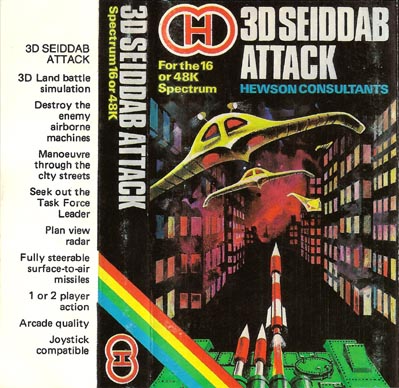 3D SEIDDAB
ATTACK
3D Land battle
simulation
Destroy the
enemy
airborne
machines
Manoeuvre
through the
city streets
Seek out the
Task Force
Leader
Plan view
radar
Fully steerable
surface-to-air
missiles
1 or 2 player
action
Arcade quality
Joystick
compatible
3D SEIDDAB ATTACK
Spectrum 16 or 48K
3D SEIDDAB
ATTACK
For the 16
or 48K
Spectrum
HEWSON CONSULTANTS